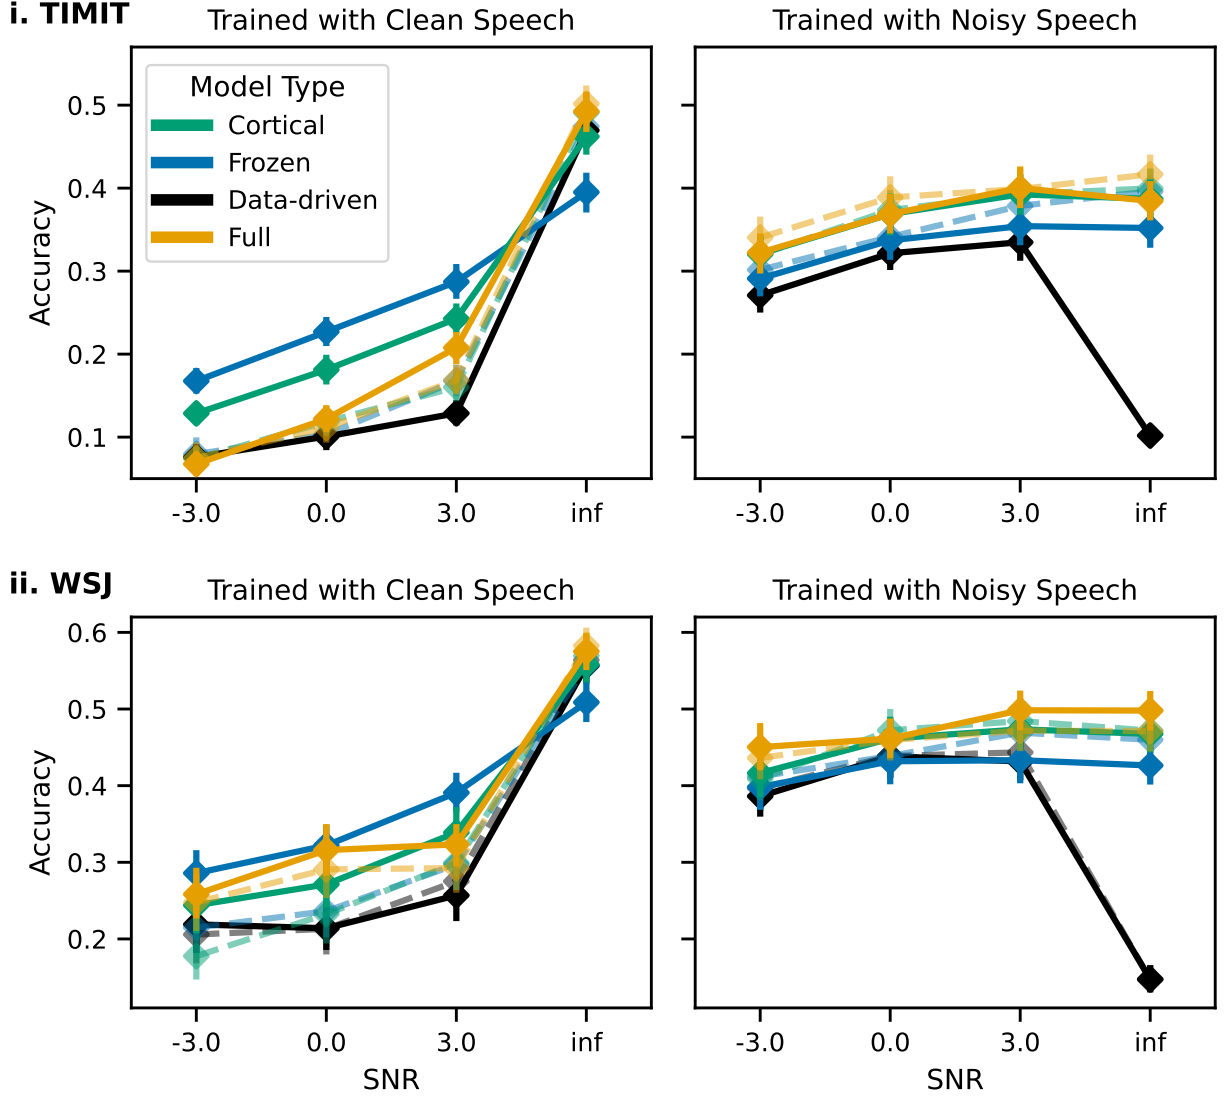 i. TIMIT
Trained with Clean Speech
Trained with Noisy Speech
Model Type
Cortical
Frozen
Data-driven
Full
Accuracy
0.5
0.4
0.3
0.2
0.1
-3.0 0.0 3.0 inf
-3.0 0.0 3.0 inf
ii. WSJ
Trained with Clean Speech
Trained with Noisy Speech
Accuracy
0.6
0.5
0.4
0.3
0.2
-3.0 0.0 3.0 inf
-3.0 0.0 3.0 inf
SNR
SNR